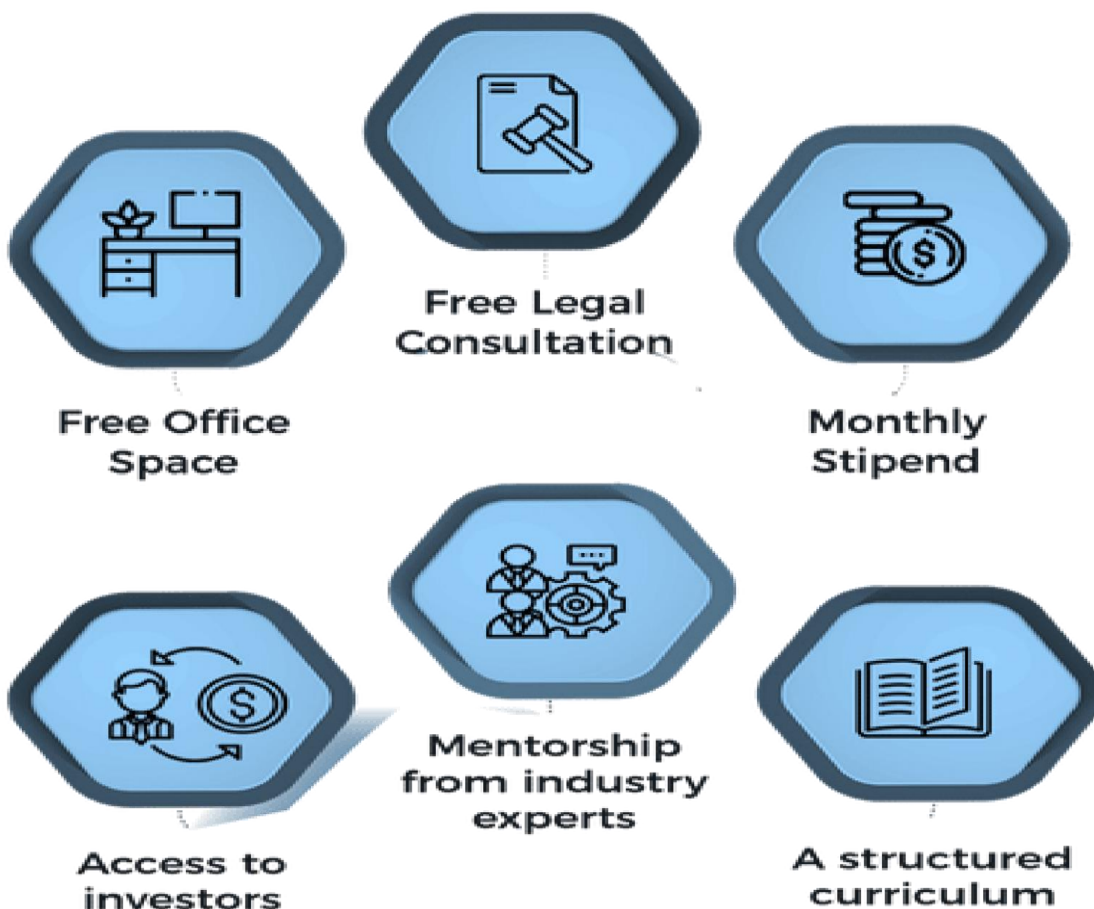 Free Legal
Consultation
Free Office
Space
Monthly
Stipend
Mentorship
from industry
experts
Access to
investors
A structured
curriculum